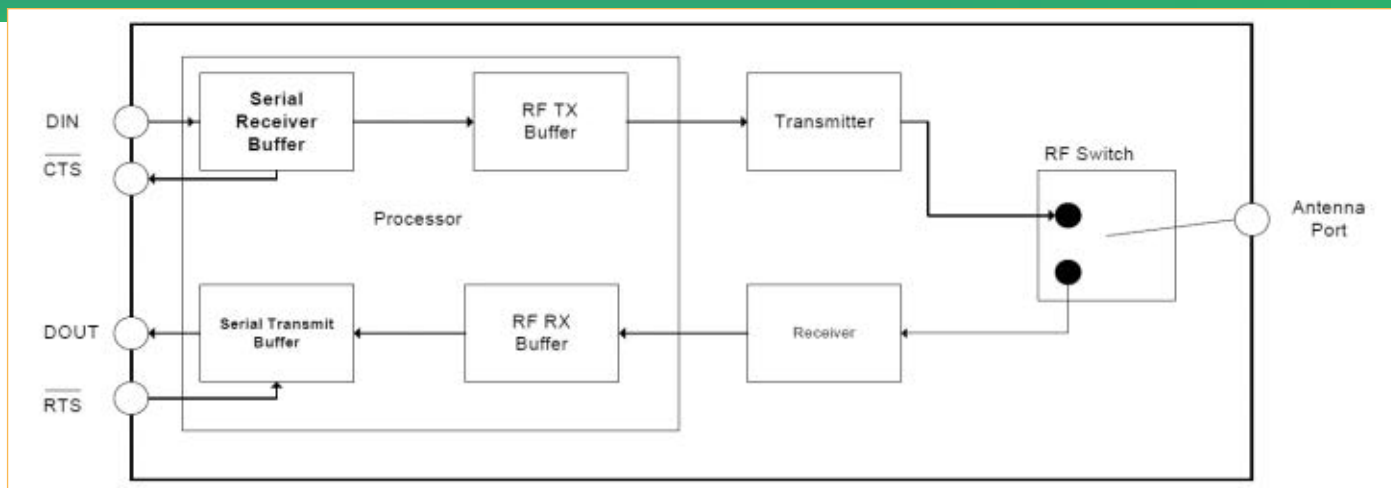 DIN
CTS
DOUT
RTS
Serial
Receiver
Buffer
RF TX
Buffer
Transmitter
RF Switch
Antenna
Port
Processor
Serial Transmit
Buffer
RF RX
Buffer
Receiver